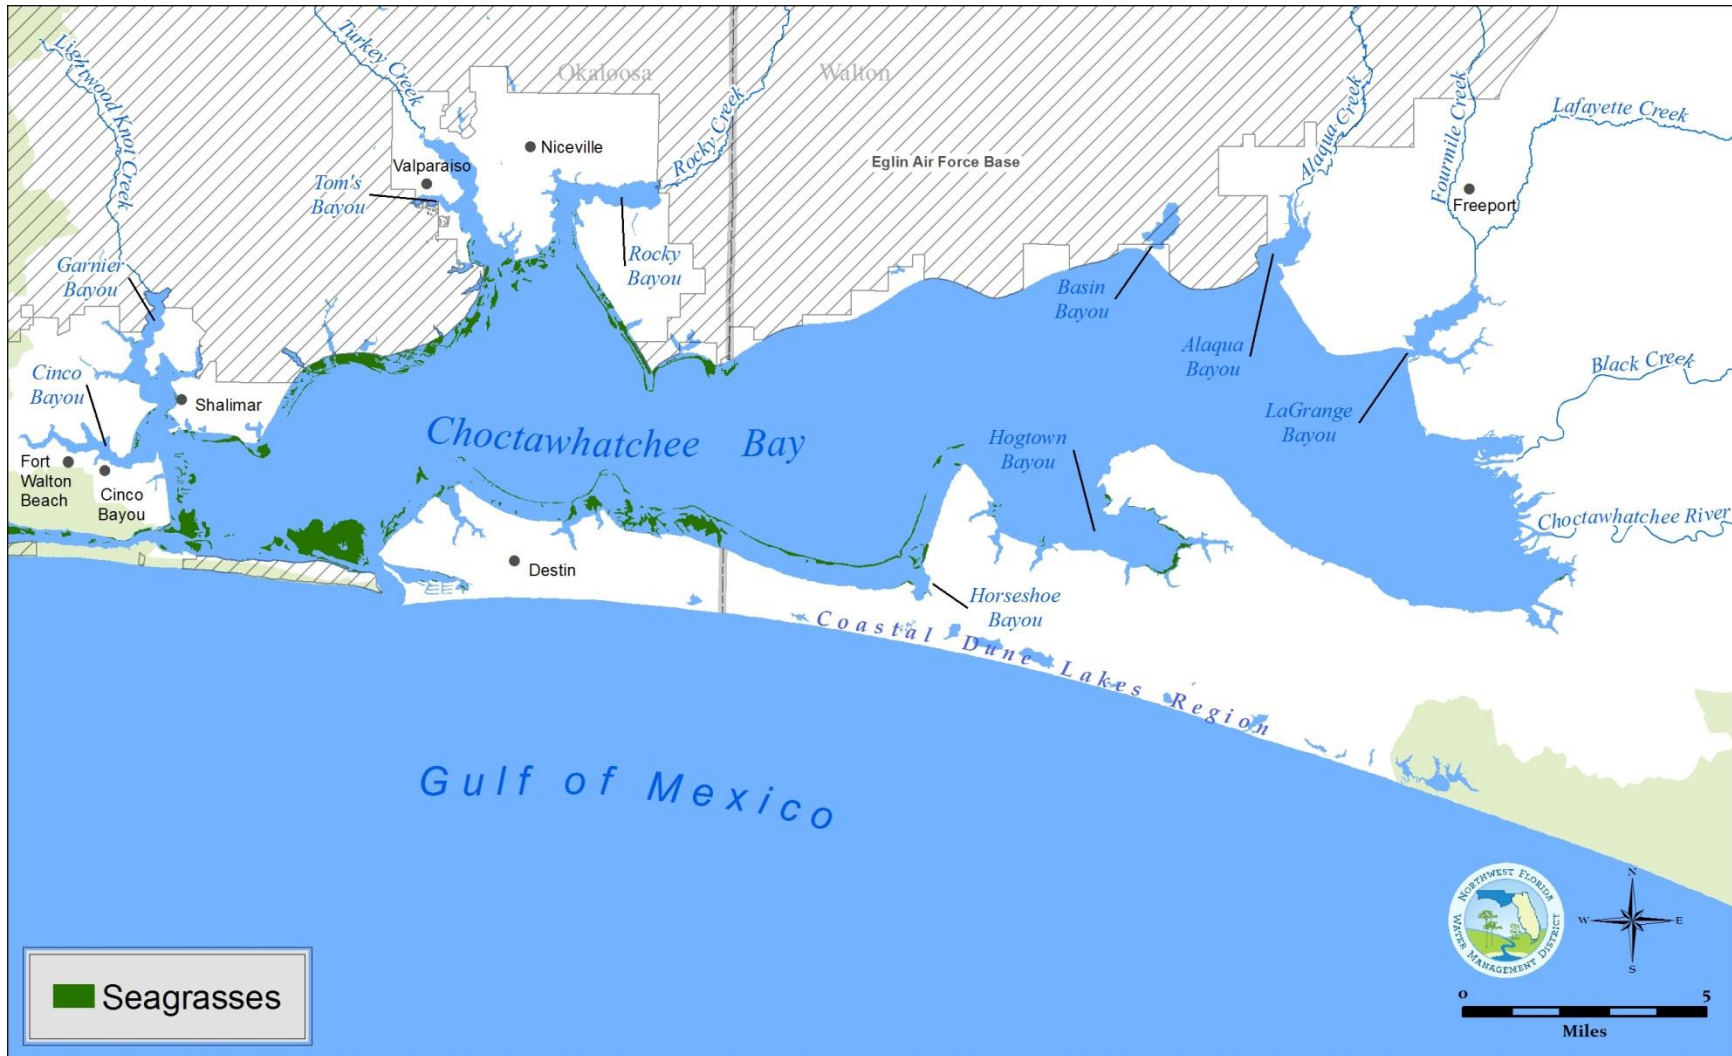 Lightwood Knot Creek
Turkey Creek
Okaloosa
Walton
Rocky Creek
Alaqua Creek
Fourmile Creek
Lafayette Creek
Niceville
Valparaiso
Eglin Air Force Base
Tom's
Bayou
Freeport
Garnier
Bayou
Rocky
Bayou
Basin
Bayou
Alaqua
Bayou
Cinco
Bayou
Shalimar
Black Creek
LaGrange
Bayou
Choctawhatchee Bay
Hogtown
Bayou
Fort
Walton
Beach
Cinco
Bayou
Choctawhatchee River
Destin
Horseshoe
Bayou
Coastal Dune Lakes Region
Gulf of Mexico
NORTHWEST FLORIDA
WATER MANAGEMENT DISTRICT
N
W
E
S
Seagrasses
0
5
Miles